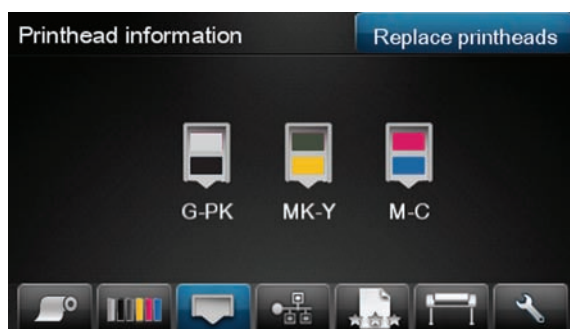 Printhead information
Replace printheads
G-PK MK-Y M-C